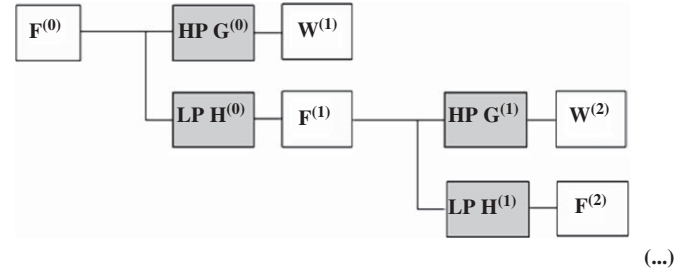 F⁽⁰⁾ HP G⁽⁰⁾ W⁽¹⁾
LP H⁽⁰⁾ F⁽¹⁾ HP G⁽¹⁾ W⁽²⁾
LP H⁽¹⁾ F⁽²⁾
(...)